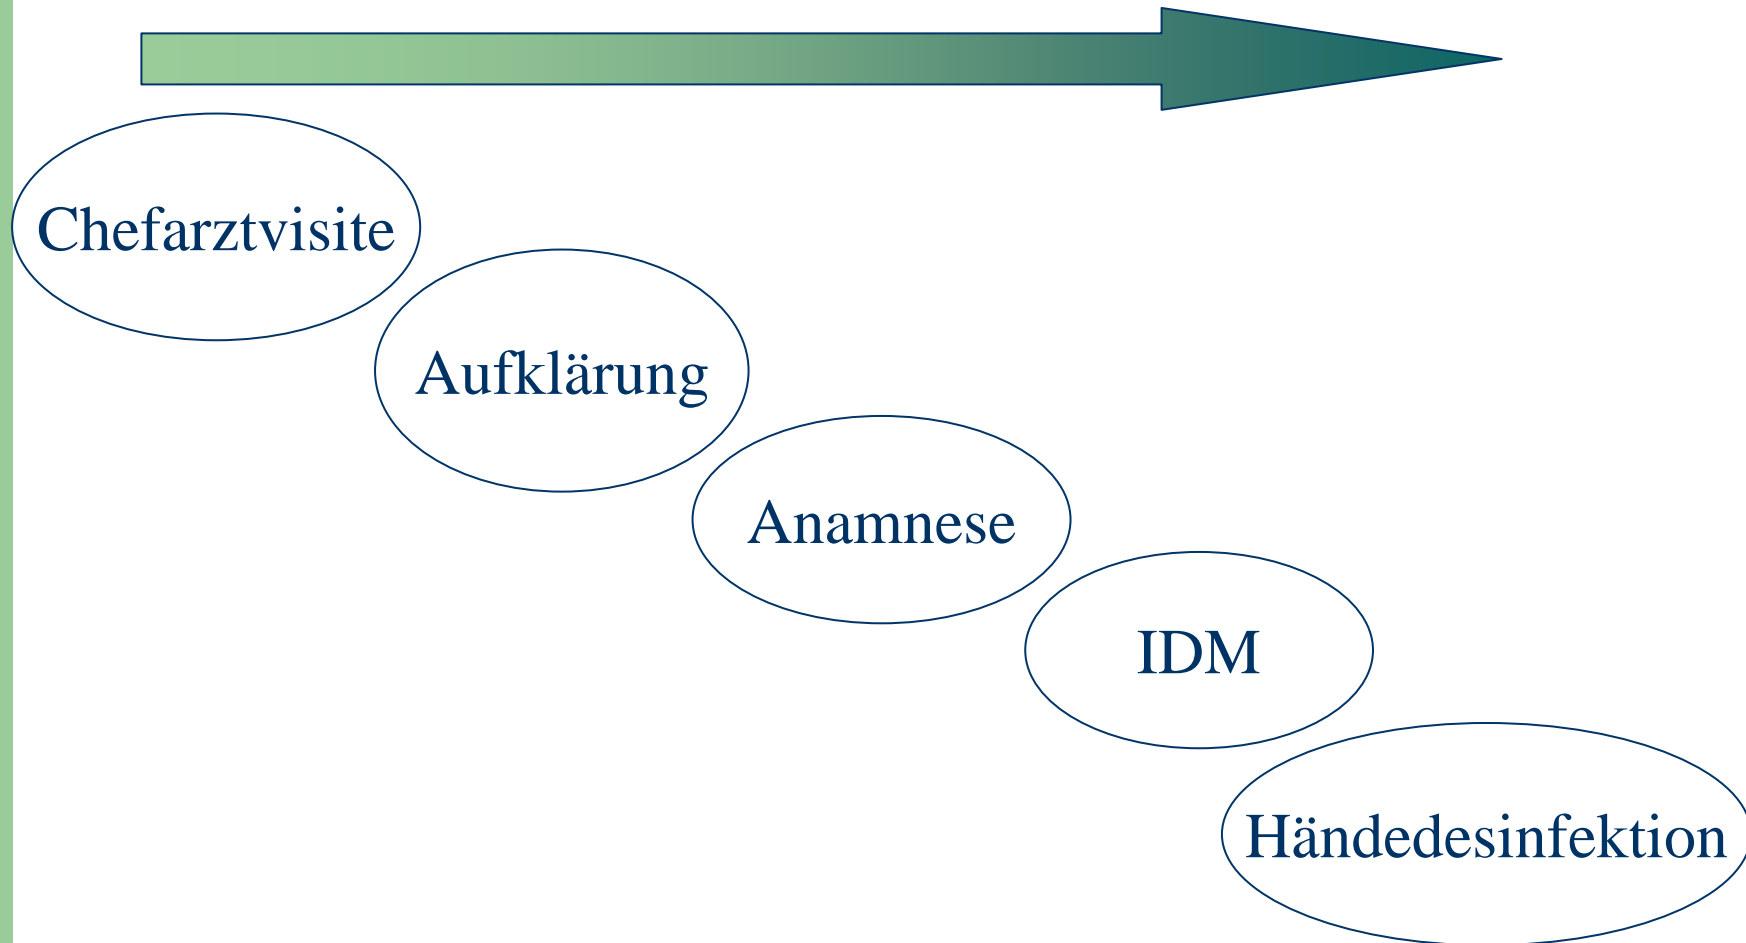 Chefarztvisite
Aufklärung
Anamnese
IDM
Händedesinfektion